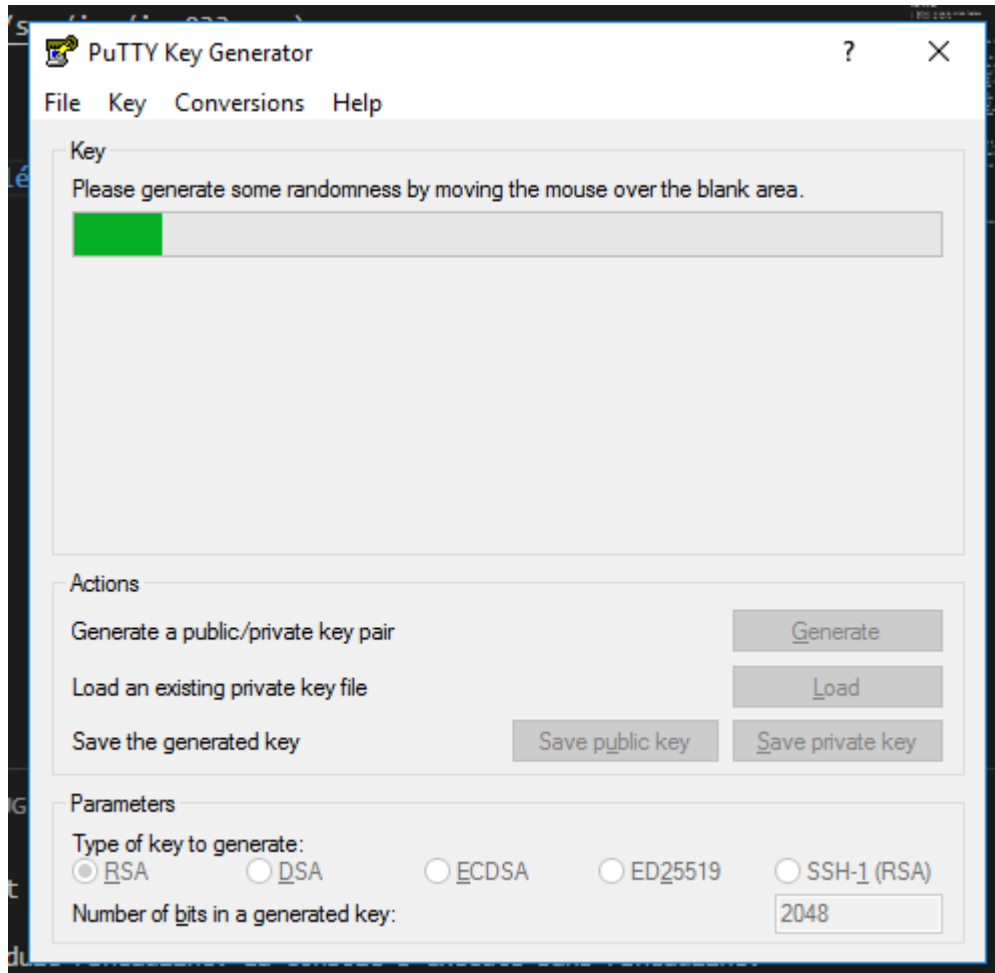 PuTTY Key Generator
?
File Key Conversions Help
Key
Please generate some randomness by moving the mouse over the blank area.
Actions
Generate a public/private key pair
Generate
Load an existing private key file
Load
Save the generated key
Save public key
Save private key
Parameters
Type of key to generate:
RSA DSA ECDSA ED25519 SSH-1 (RSA)
Number of bits in a generated key:
2048